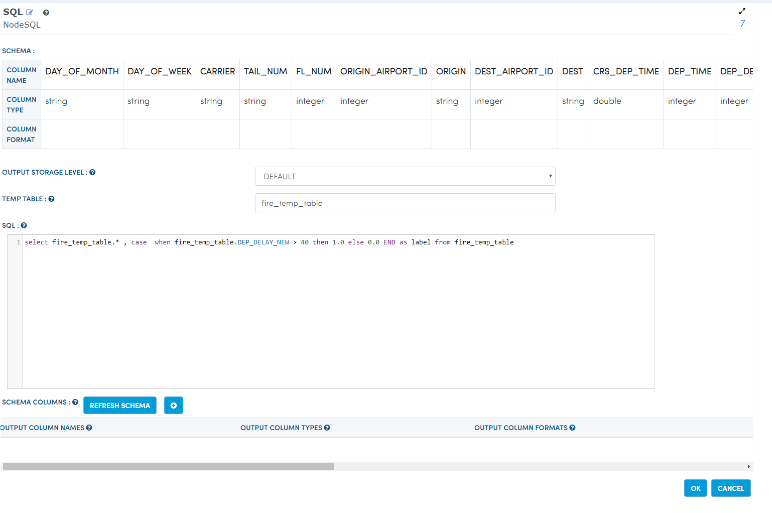 SQL
NodeSQL
7
SCHEMA :
COLUMN NAME DAY_OF_MONTH DAY_OF_WEEK CARRIER TAIL_NUM FL_NUM ORIGIN_AIRPORT_ID ORIGIN DEST_AIRPORT_ID DEST CRS_DEP_TIME DEP_TIME DEP_DE
COLUMN TYPE string string string string integer integer string integer string double integer integer
COLUMN FORMAT
OUTPUT STORAGE LEVEL : DEFAULT
TEMP TABLE : fire_temp_table
SQL :
1 select fire_temp_table.* , case when fire_temp_table.DEP_DELAY_NEW > 40 then 1.0 else 0.0 END as label from fire_temp_table
SCHEMA COLUMNS : REFRESH SCHEMA
OUTPUT COLUMN NAMES OUTPUT COLUMN TYPES OUTPUT COLUMN FORMATS
OK CANCEL